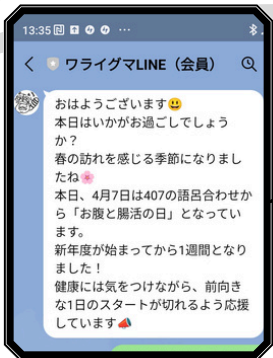 13:35
ワライグマLINE（会員）
おはようございます😃
本日はいかがお過ごしでしょう
か？
春の訪れを感じる季節になりまし
たね🌸
本日、4月7日は407の語呂合わせか
ら「お腹と腸活の日」となってい
ます。
新年度が始まってから1週間となり
ました！
健康には気をつけながら、前向き
な1日のスタートが切れるよう応援
しています📣